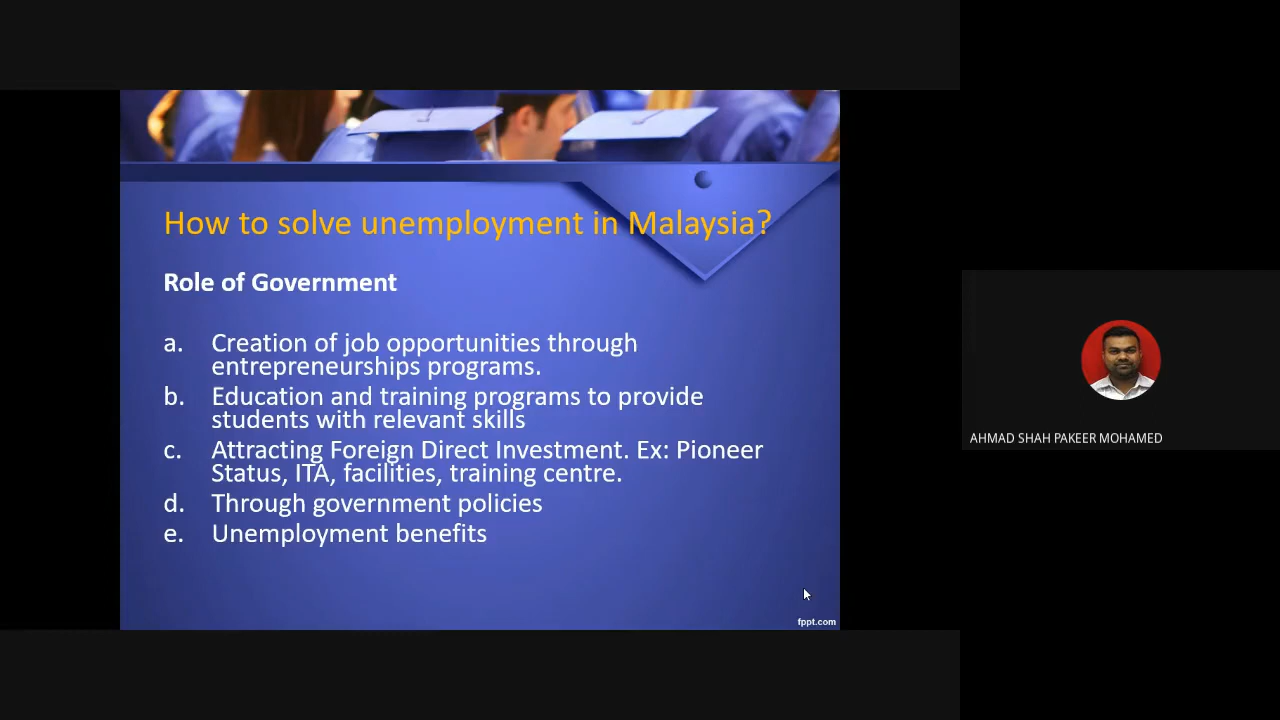 How to solve unemployment in Malaysia?
Role of Government
a. Creation of job opportunities through
entrepreneurships programs.
b. Education and training programs to provide
students with relevant skills
c. Attracting Foreign Direct Investment. Ex: Pioneer
Status, ITA, facilities, training centre.
d. Through government policies
e. Unemployment benefits
fppt.com
AHMAD SHAH PAKEER MOHAMED